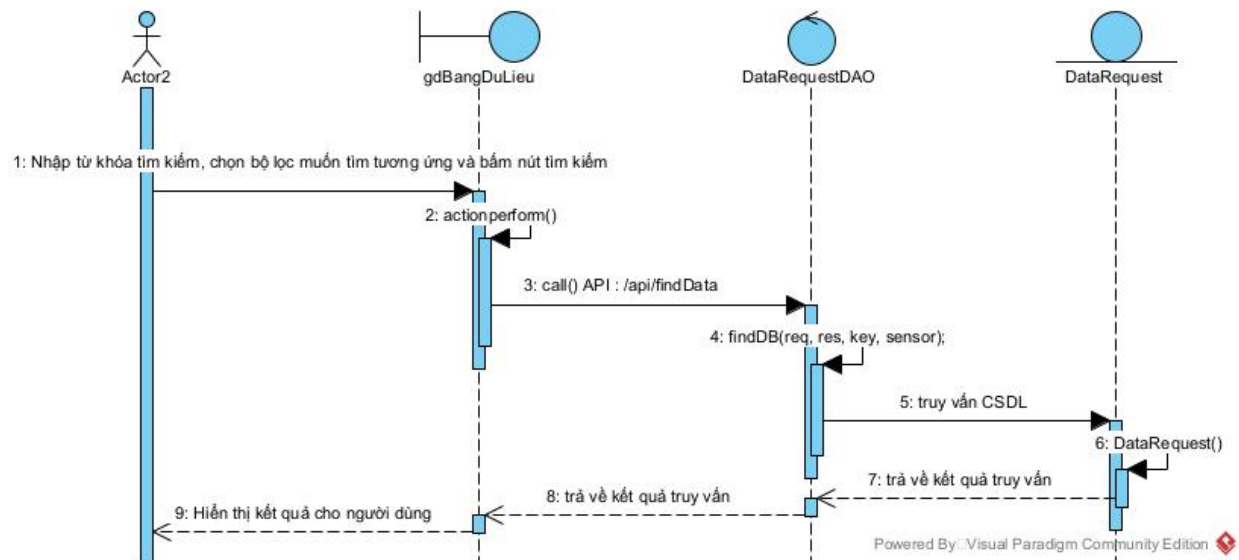 Actor2
gdBangDuLieu
DataRequestDAO
DataRequest
1: Nhập từ khóa tìm kiếm, chọn bộ lọc muốn tìm tương ứng và bấm nút tìm kiếm
2: actionperform()
3: call() API : /api/findData
4: findDB(req, res, key, sensor);
5: truy vấn CSDL
6: DataRequest()
7: trả về kết quả truy vấn
8: trả về kết quả truy vấn
9: Hiển thị kết quả cho người dùng
Powered By Visual Paradigm Community Edition